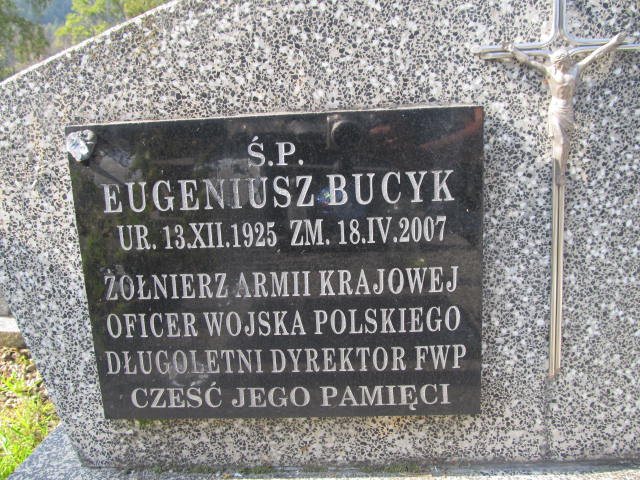 Ś.P.
EUGENIUSZ BUCYK
UR. 13.XII.1925 ZM. 18.IV.2007
ŻOŁNIERZ ARMII KRAJOWEJ
OFICER WOJSKA POLSKIEGO
DŁUGOLETNI DYREKTOR FWP
CZEŚĆ JEGO PAMIĘCI